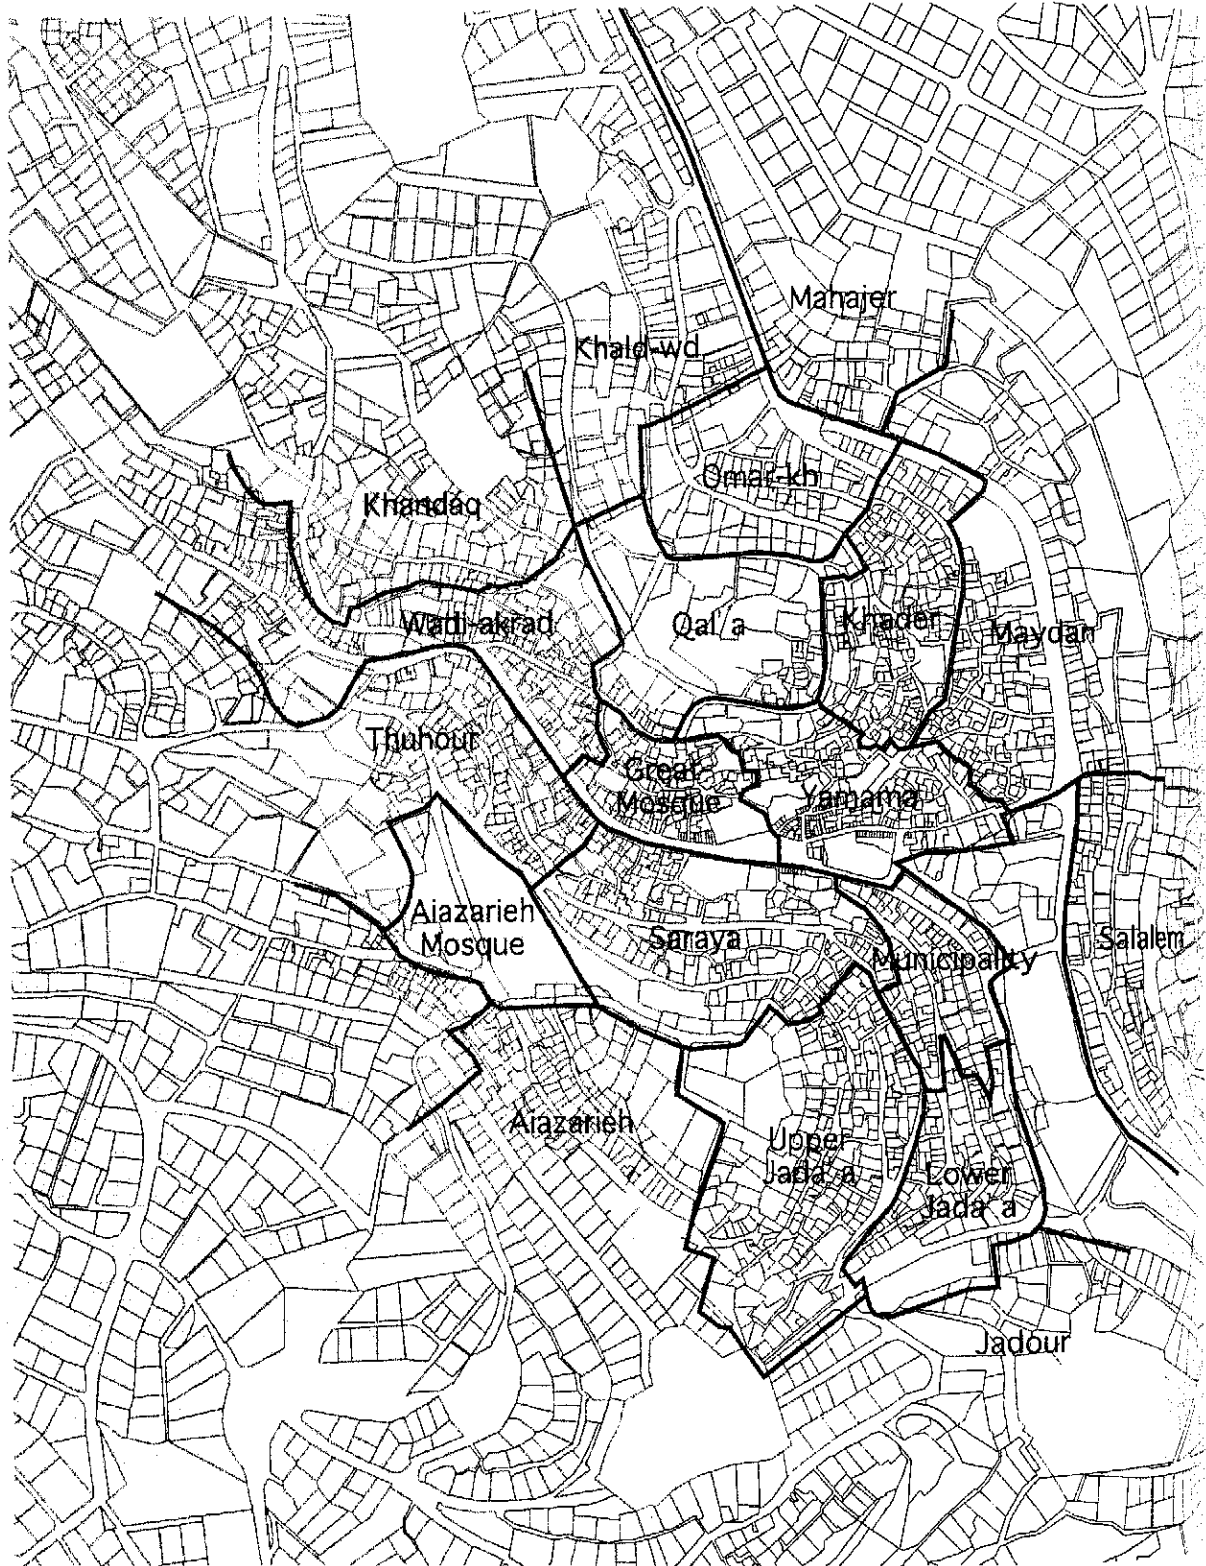 Mahajer
Khald-wd
Omar-kh
Khandaq
Qal a
Khader
Wadi-akrad
Maydan
Thuhour
Great
Mosque
Yamama
Aiazarieh
Mosque
Saraya
Municipality
Salalem
Aiazarieh
Upper
Jada a
Lower
Jada a
Jadour